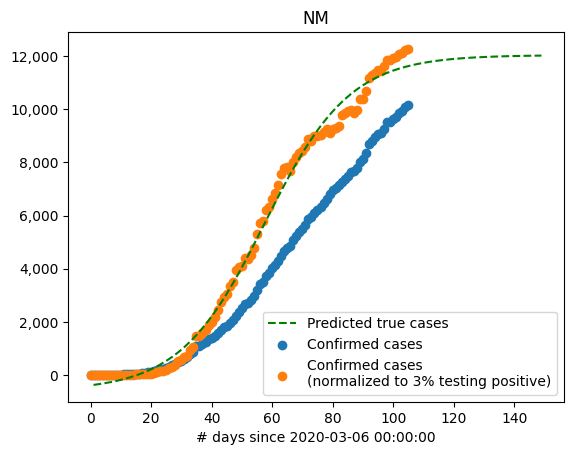 NM
12,000
10,000
8,000
6,000
4,000
2,000
0
Predicted true cases
Confirmed cases
Confirmed cases
(normalized to 3% testing positive)
0 20 40 60 80 100 120 140
# days since 2020-03-06 00:00:00